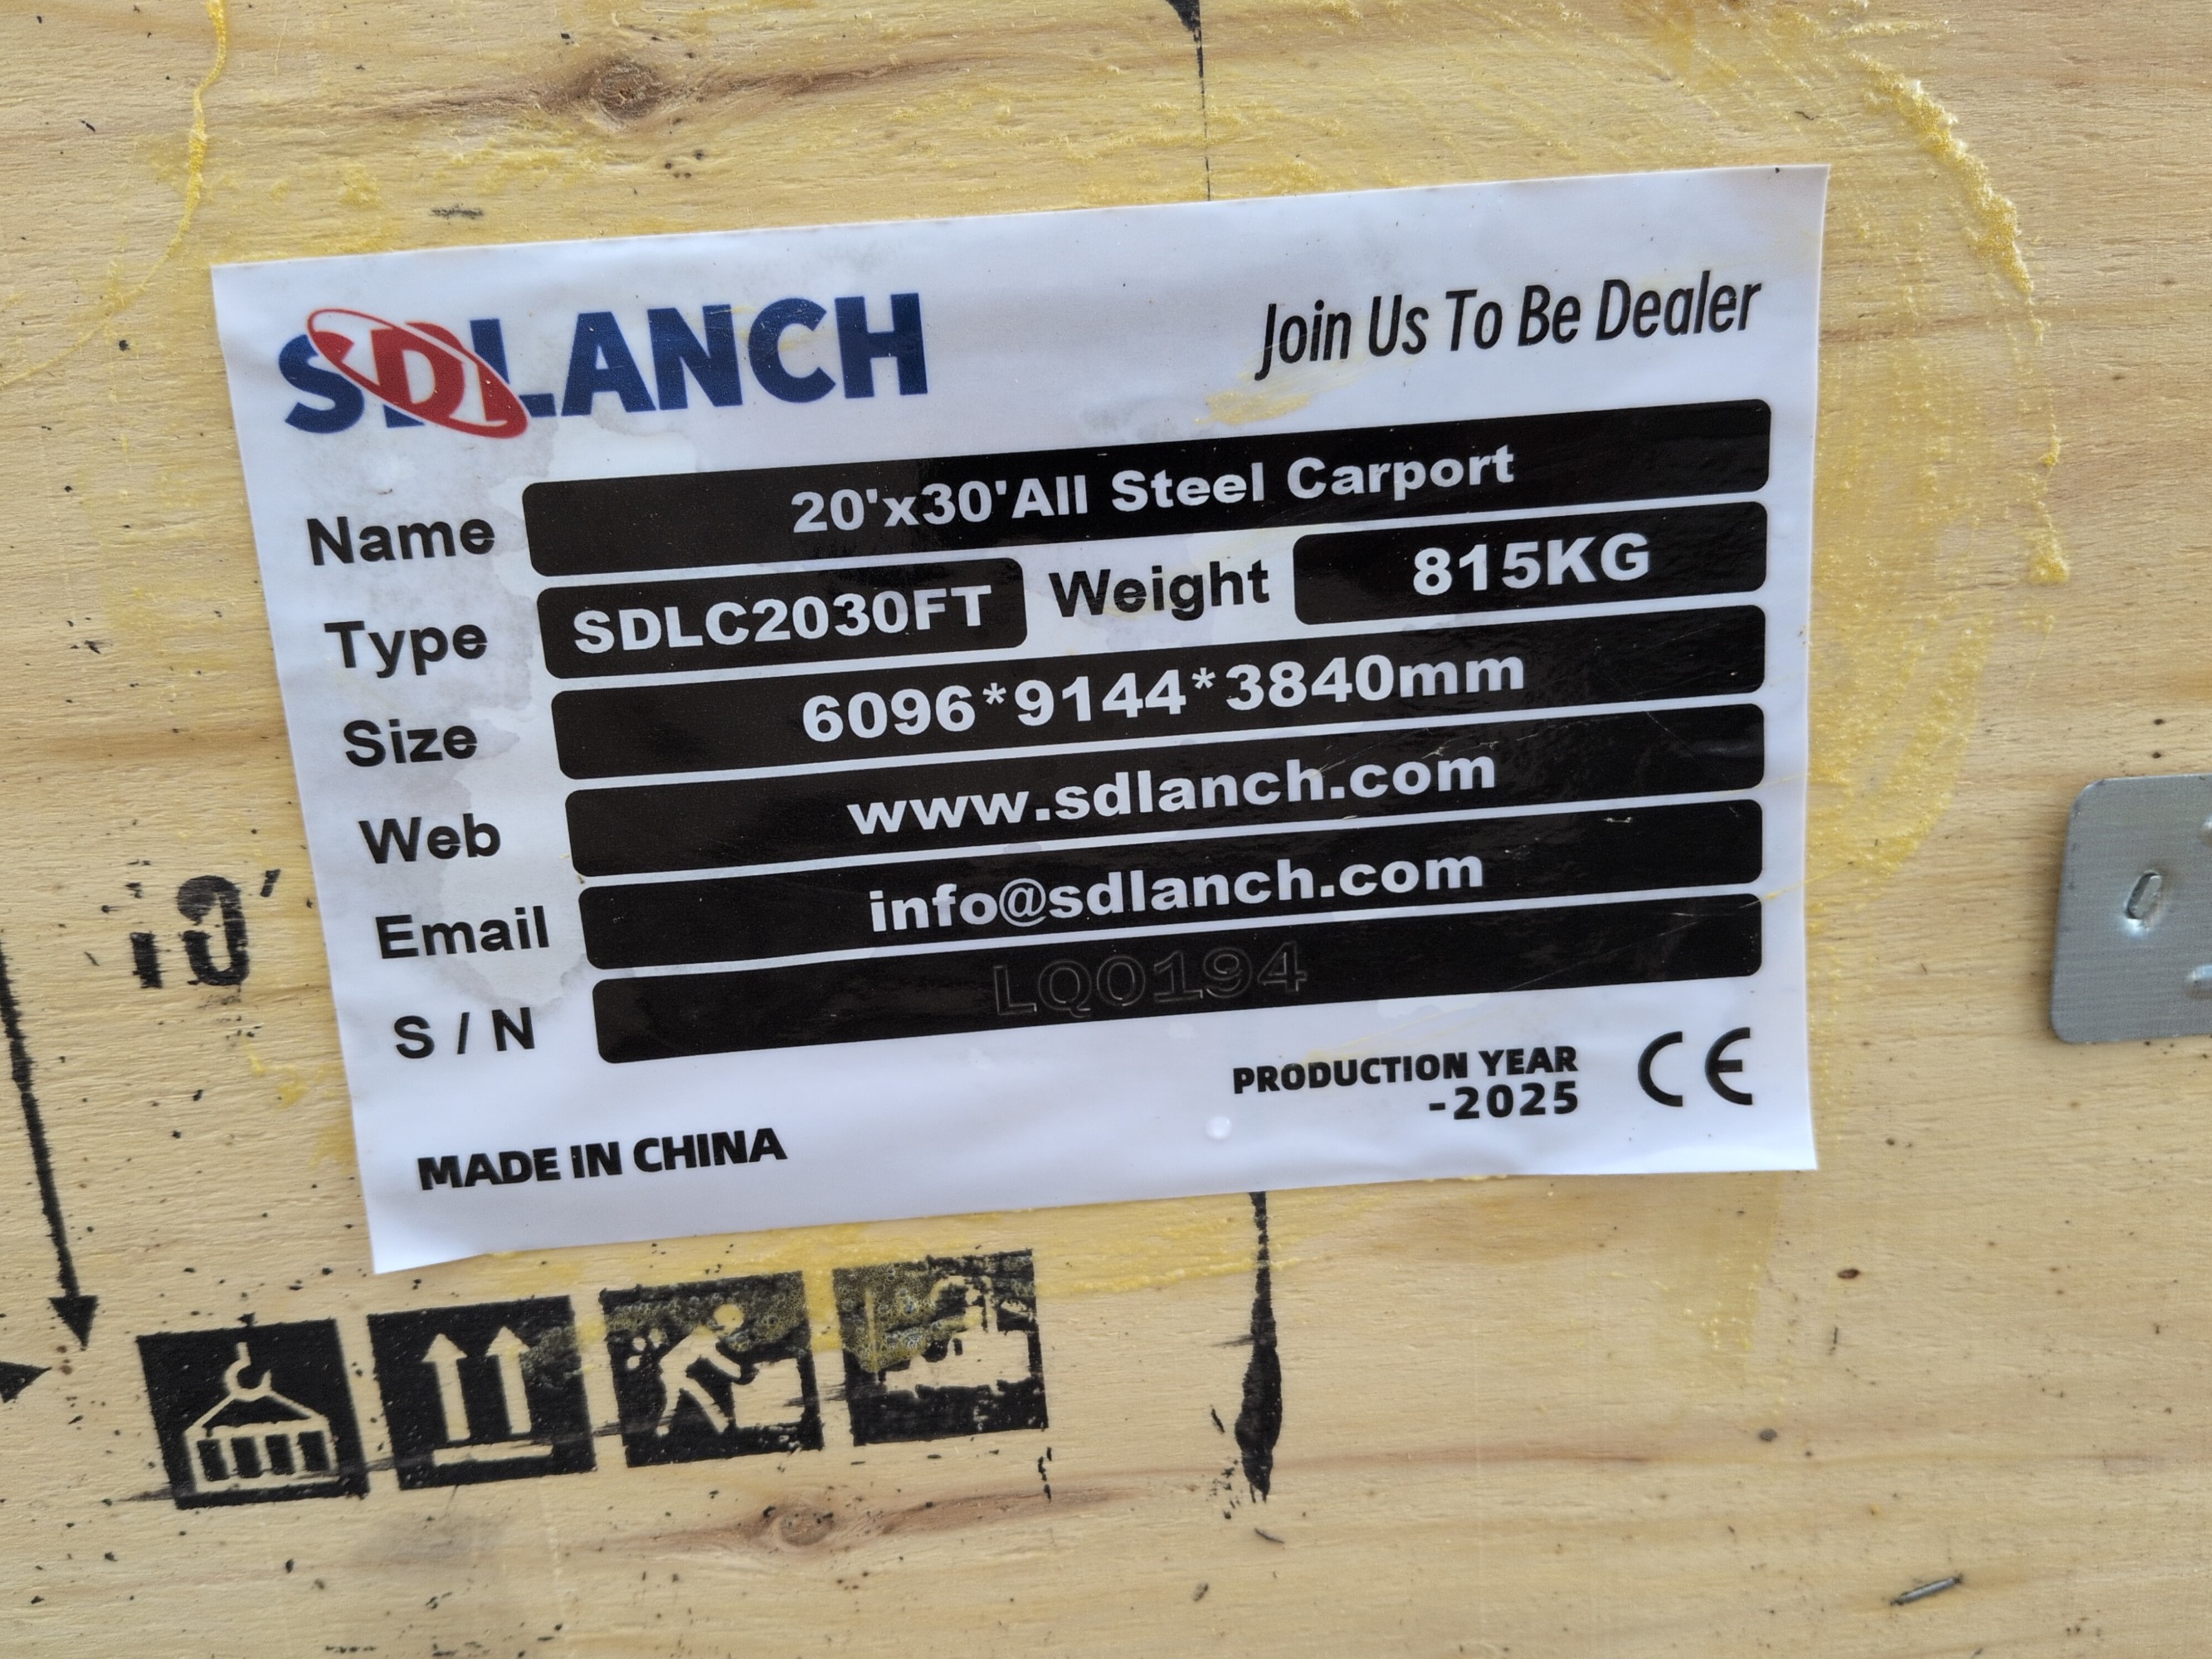 SDLANCH
Join Us To Be Dealer
Name 20'x30'All Steel Carport
Type SDLC2030FT Weight 815KG
Size 6096*9144*3840mm
Web www.sdlanch.com
Email info@sdlanch.com
S / N LQ0194
PRODUCTION YEAR
-2025
CE
MADE IN CHINA
10'